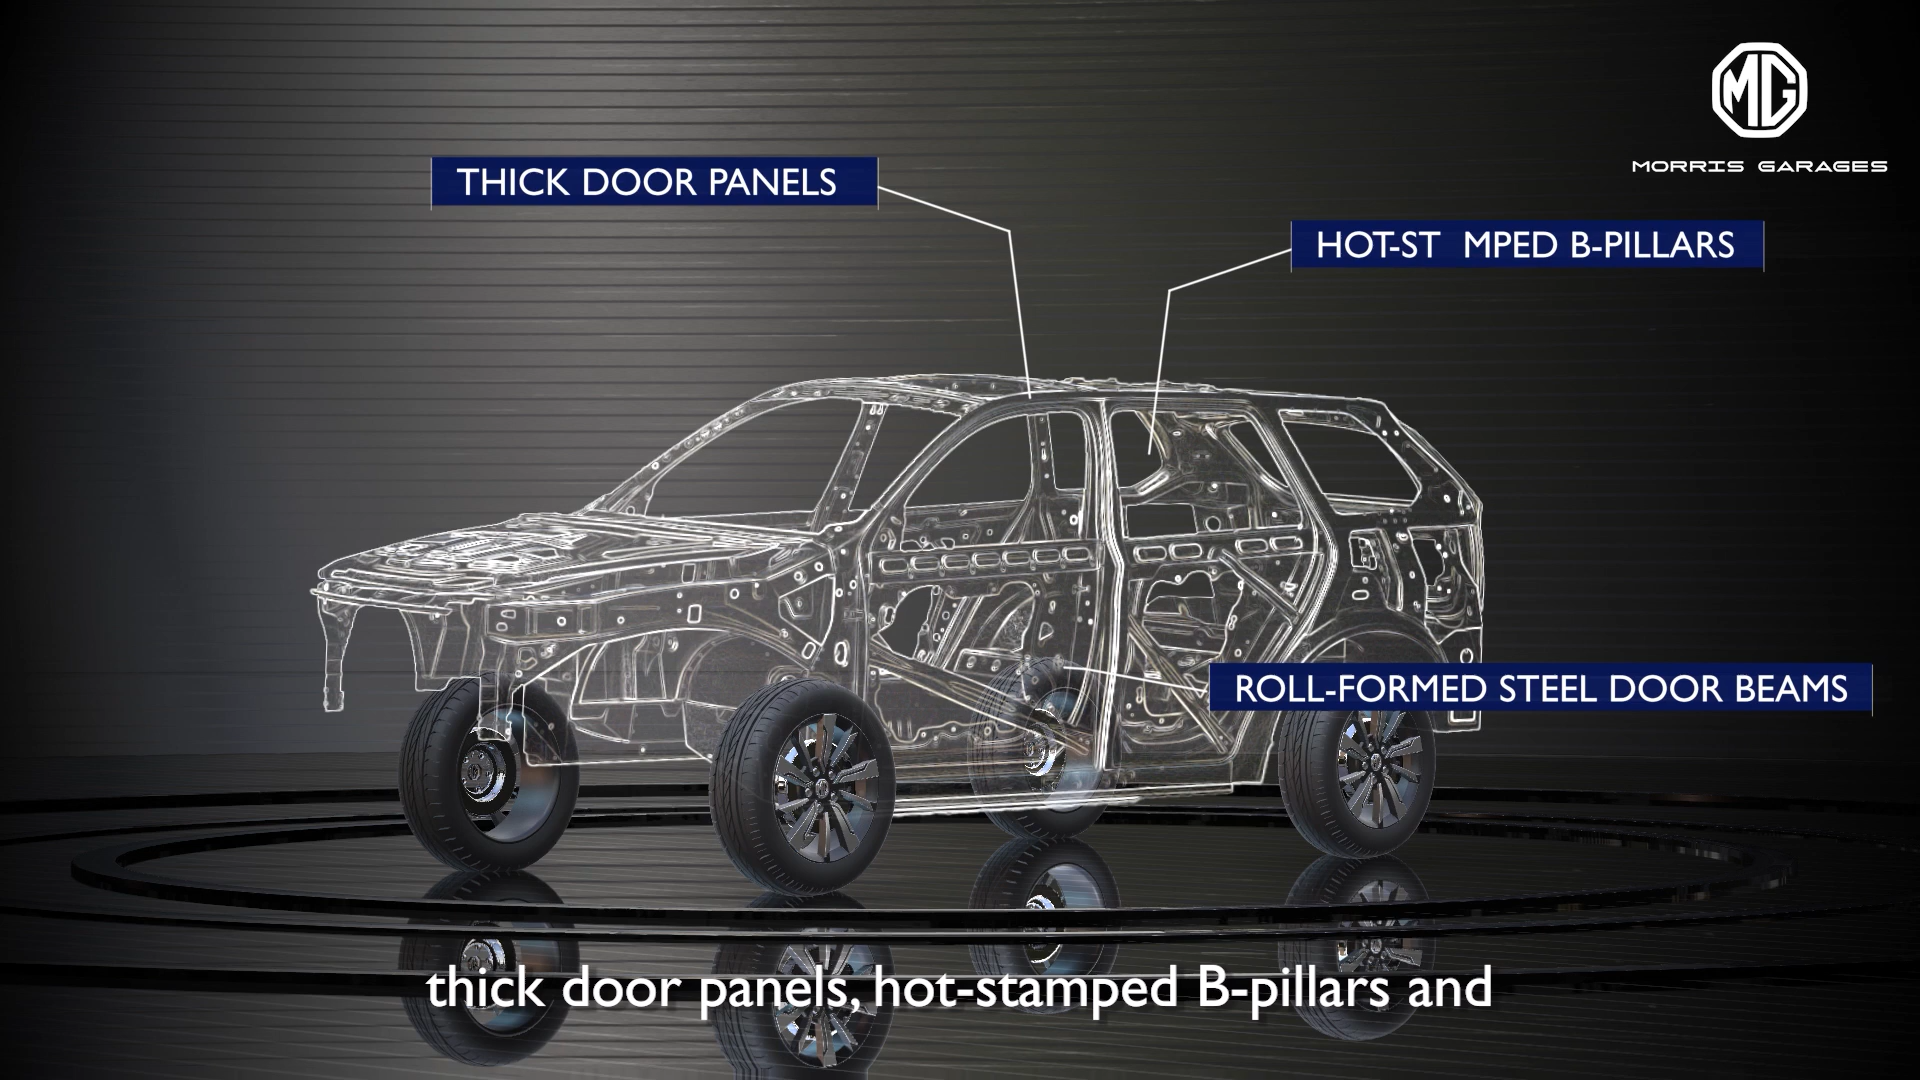 MG
MORRIS GARAGES
THICK DOOR PANELS
HOT-ST MPED B-PILLARS
ROLL-FORMED STEEL DOOR BEAMS
thick door panels, hot-stamped B-pillars and